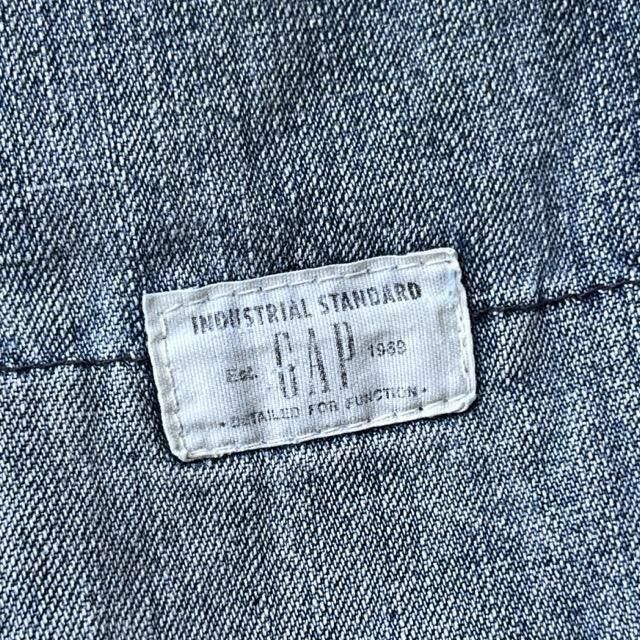 INDUSTRIAL STANDARD
Est. GAP 1969
• DETAILED FOR FUNCTION •